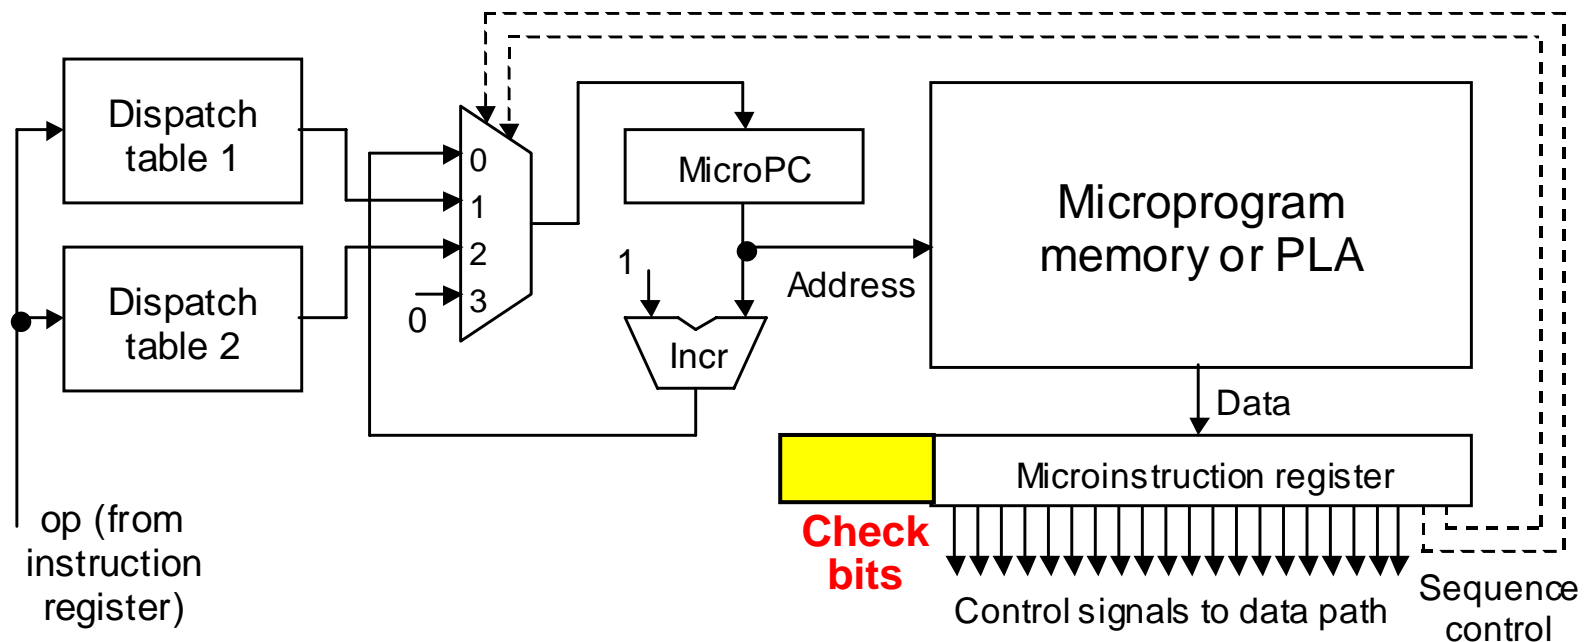 Dispatch
table 1
Dispatch
table 2
op (from
instruction
register)
0
1
2
3
0
MicroPC
1
Incr
Address
Microprogram
memory or PLA
Data
Microinstruction register
Check
bits
Control signals to data path
Sequence
control